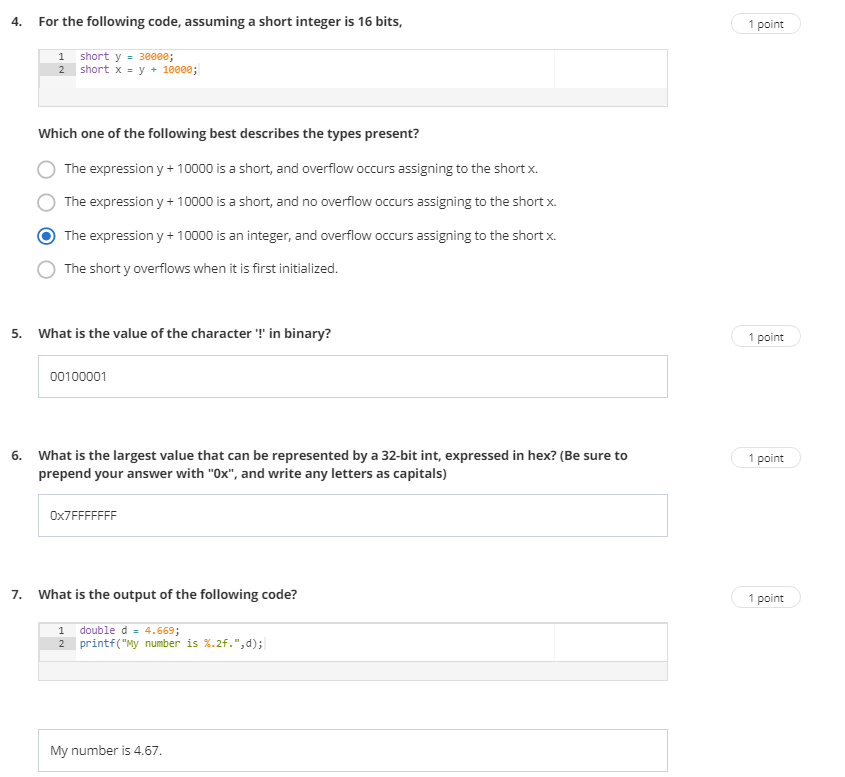 4. For the following code, assuming a short integer is 16 bits,
1 point
1 short y = 30000;
2 short x = y + 10000;
Which one of the following best describes the types present?
The expression y + 10000 is a short, and overflow occurs assigning to the short x.
The expression y + 10000 is a short, and no overflow occurs assigning to the short x.
The expression y + 10000 is an integer, and overflow occurs assigning to the short x.
The short y overflows when it is first initialized.
5. What is the value of the character '!' in binary?
1 point
00100001
6. What is the largest value that can be represented by a 32-bit int, expressed in hex? (Be sure to
prepend your answer with "0x", and write any letters as capitals)
1 point
0x7FFFFFFF
7. What is the output of the following code?
1 point
1 double d = 4.669;
2 printf("My number is %.2f.",d);
My number is 4.67.